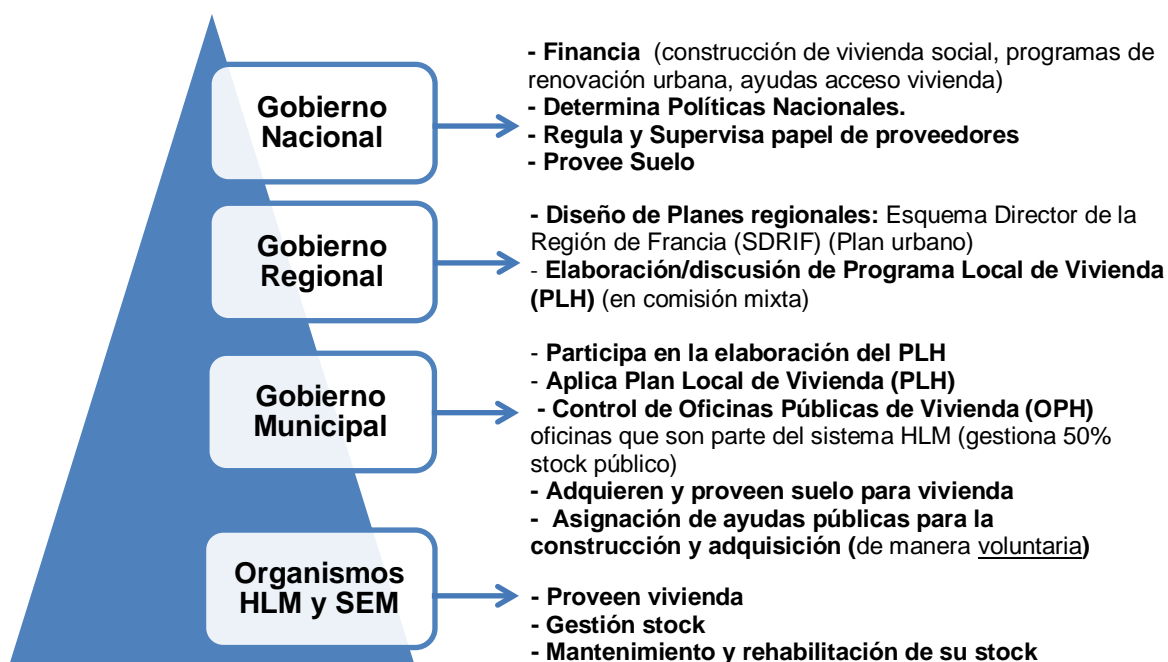 Gobierno
Nacional
- Financia (construcción de vivienda social, programas de
renovación urbana, ayudas acceso vivienda)
- Determina Políticas Nacionales.
- Regula y Supervisa papel de proveedores
- Provee Suelo
Gobierno
Regional
- Diseño de Planes regionales: Esquema Director de la
Región de Francia (SDRIF) (Plan urbano)
- Elaboración/discusión de Programa Local de Vivienda
(PLH) (en comisión mixta)
Gobierno
Municipal
- Participa en la elaboración del PLH
- Aplica Plan Local de Vivienda (PLH)
- Control de Oficinas Públicas de Vivienda (OPH)
oficinas que son parte del sistema HLM (gestiona 50%
stock público)
- Adquieren y proveen suelo para vivienda
- Asignación de ayudas públicas para la
construcción y adquisición (de manera voluntaria)
Organismos
HLM y SEM
- Proveen vivienda
- Gestión stock
- Mantenimiento y rehabilitación de su stock